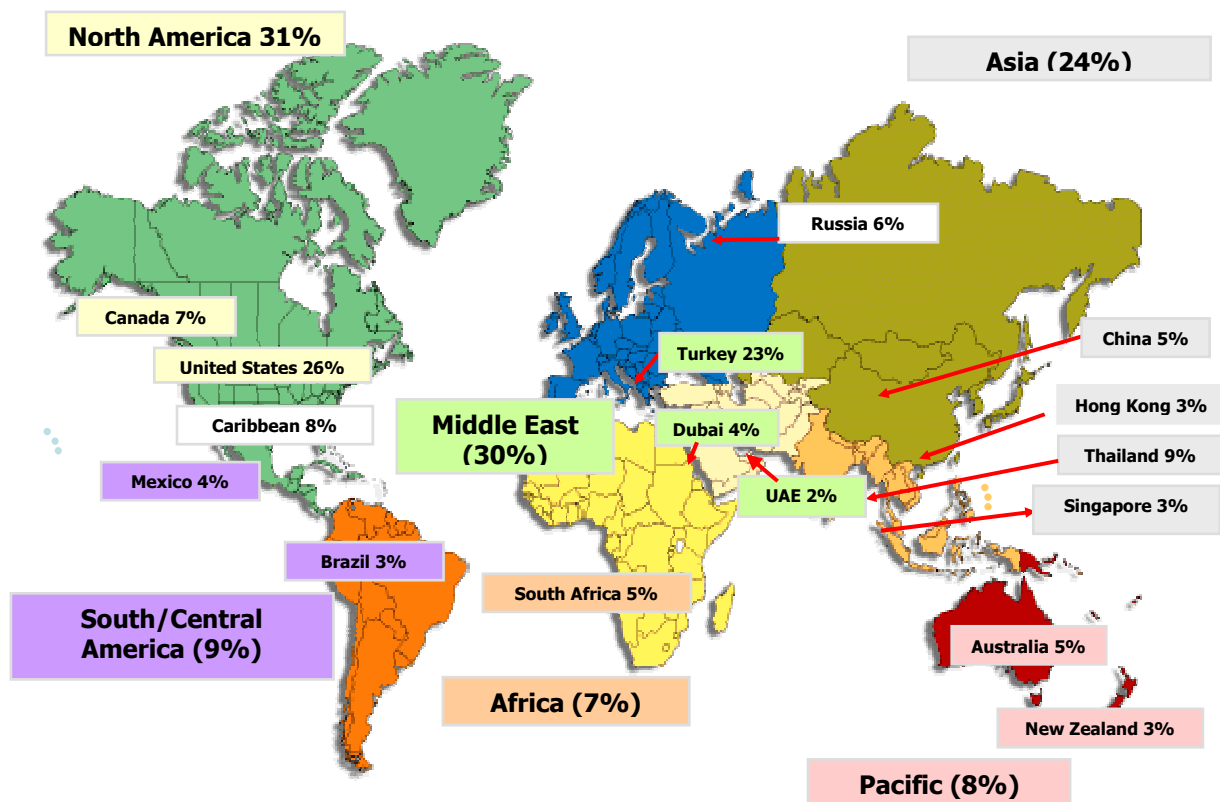 North America 31%
Asia (24%)
Russia 6%
Canada 7%
China 5%
Turkey 23%
United States 26%
Hong Kong 3%
Caribbean 8%
Middle East
(30%)
Dubai 4%
Thailand 9%
Mexico 4%
UAE 2%
Singapore 3%
Brazil 3%
South Africa 5%
South/Central
America (9%)
Australia 5%
Africa (7%)
New Zealand 3%
Pacific (8%)